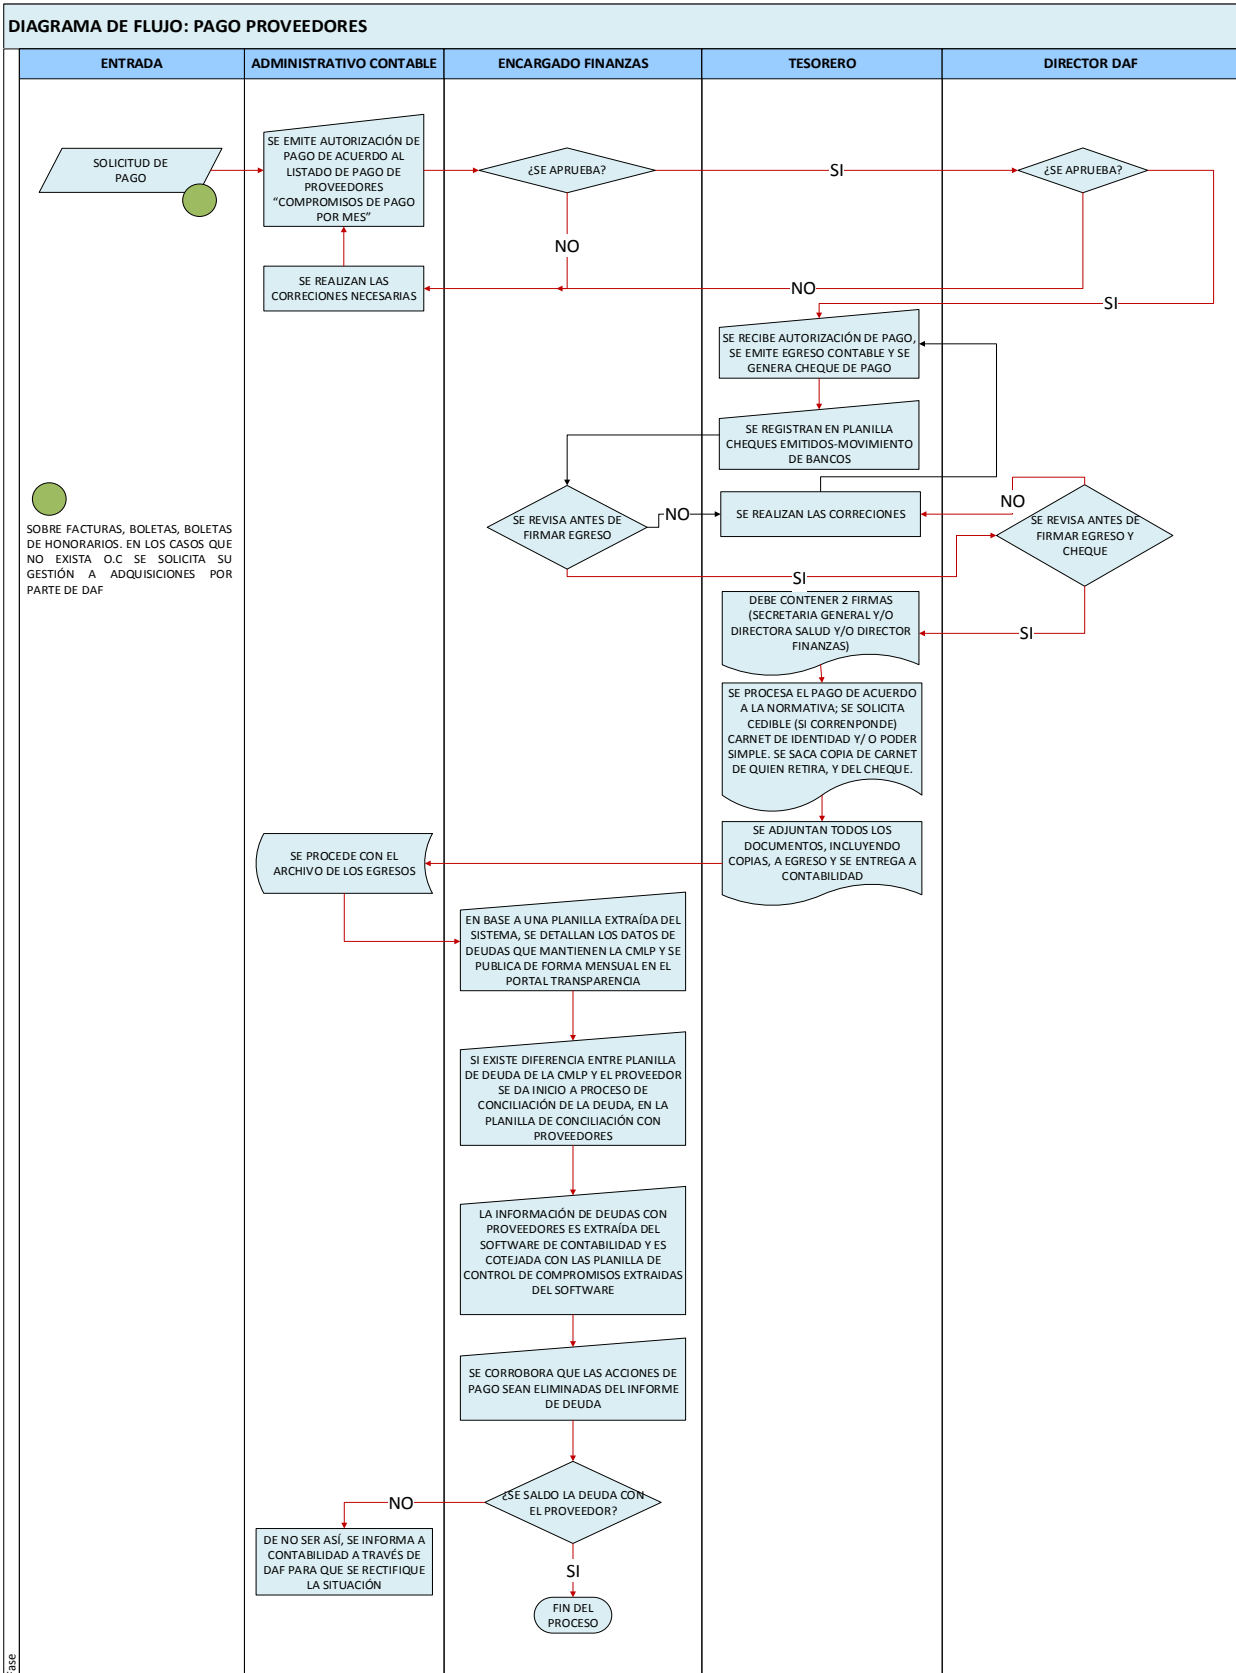 DIAGRAMA DE FLUJO: PAGO PROVEEDORES
ENTRADA
ADMINISTRATIVO CONTABLE
ENCARGADO FINANZAS
TESORERO
DIRECTOR DAF
SOLICITUD DE
PAGO
SE EMITE AUTORIZACIÓN DE
PAGO DE ACUERDO AL
LISTADO DE PAGO DE
PROVEEDORES
“COMPROMISOS DE PAGO
POR MES”
¿SE APRUEBA?
SI
¿SE APRUEBA?
NO
SE REALIZAN LAS
CORRECIONES NECESARIAS
NO
SI
SE RECIBE AUTORIZACIÓN DE PAGO,
SE EMITE EGRESO CONTABLE Y SE
GENERA CHEQUE DE PAGO
SE REGISTRAN EN PLANILLA
CHEQUES EMITIDOS-MOVIMIENTO
DE BANCOS
SOBRE FACTURAS, BOLETAS, BOLETAS
DE HONORARIOS. EN LOS CASOS QUE
NO EXISTA O.C SE SOLICITA SU
GESTIÓN A ADQUISICIONES POR
PARTE DE DAF
SE REVISA ANTES DE
FIRMAR EGRESO
NO
SE REALIZAN LAS CORRECIONES
NO
SE REVISA ANTES DE
FIRMAR EGRESO Y
CHEQUE
SI
DEBE CONTENER 2 FIRMAS
(SECRETARIA GENERAL Y/O
DIRECTORA SALUD Y/O DIRECTOR
FINANZAS)
SI
SE PROCESA EL PAGO DE ACUERDO
A LA NORMATIVA; SE SOLICITA
CEDIBLE (SI CORRENPONDE)
CARNET DE IDENTIDAD Y/ O PODER
SIMPLE. SE SACA COPIA DE CARNET
DE QUIEN RETIRA, Y DEL CHEQUE.
SE ADJUNTAN TODOS LOS
DOCUMENTOS, INCLUYENDO
COPIAS, A EGRESO Y SE ENTREGA A
CONTABILIDAD
SE PROCEDE CON EL
ARCHIVO DE LOS EGRESOS
EN BASE A UNA PLANILLA EXTRAÍDA DEL
SISTEMA, SE DETALLAN LOS DATOS DE
DEUDAS QUE MANTIENEN LA CMLP Y SE
PUBLICA DE FORMA MENSUAL EN EL
PORTAL TRANSPARENCIA
SI EXISTE DIFERENCIA ENTRE PLANILLA
DE DEUDA DE LA CMLP Y EL PROVEEDOR
SE DA INICIO A PROCESO DE
CONCILIACIÓN DE LA DEUDA, EN LA
PLANILLA DE CONCILIACIÓN CON
PROVEEDORES
LA INFORMACIÓN DE DEUDAS CON
PROVEEDORES ES EXTRAÍDA DEL
SOFTWARE DE CONTABILIDAD Y ES
COTEJADA CON LAS PLANILLA DE
CONTROL DE COMPROMISOS EXTRAIDAS
DEL SOFTWARE
SE CORROBORA QUE LAS ACCIONES DE
PAGO SEAN ELIMINADAS DEL INFORME
DE DEUDA
¿SE SALDO LA DEUDA CON
EL PROVEEDOR?
NO
DE NO SER ASÍ, SE INFORMA A
CONTABILIDAD A TRAVÉS DE
DAF PARA QUE SE RECTIFIQUE
LA SITUACIÓN
SI
FIN DEL
PROCESO